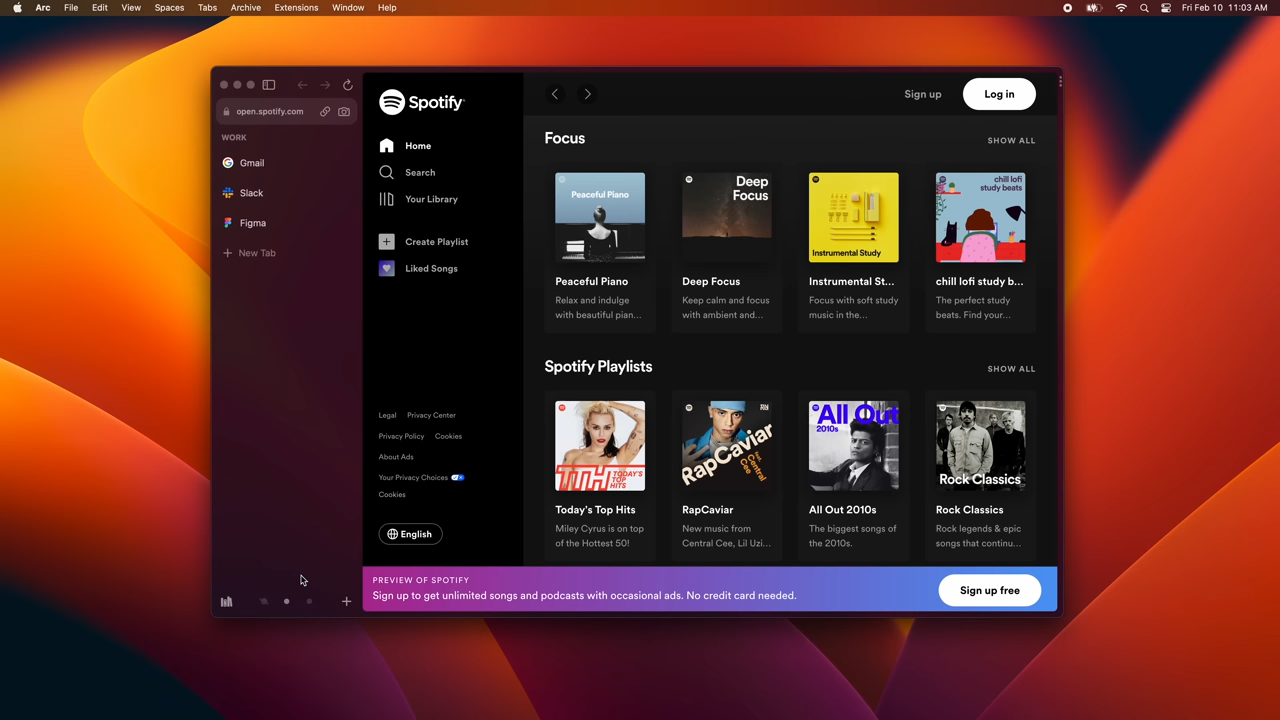 Arc File Edit View Spaces Tabs Archive Extensions Window Help
Fri Feb 10 11:03 AM
open.spotify.com
WORK
Gmail
Slack
Figma
New Tab
Spotify
Home
Search
Your Library
Create Playlist
Liked Songs
Legal Privacy Center
Privacy Policy Cookies
About Ads
Your Privacy Choices
Cookies
English
Sign up
Log in
Focus
SHOW ALL
Peaceful Piano
Deep
Focus
Instrumental Study
chill lofi
study beats
Peaceful Piano
Relax and indulge
with beautiful pian...
Deep Focus
Keep calm and focus
with ambient and...
Instrumental St...
Focus with soft study
music in the...
chill lofi study b...
The perfect study
beats. Find your...
Spotify Playlists
SHOW ALL
TTH TODAY'S
TOP
HITS
RapCaviar
feat.
Central
Cee
All Out
2010s
Rock Classics
Today's Top Hits
Miley Cyrus is on top
of the Hottest 50!
RapCaviar
New music from
Central Cee, Lil Uzi...
All Out 2010s
The biggest songs of
the 2010s.
Rock Classics
Rock legends & epic
songs that continu...
PREVIEW OF SPOTIFY
Sign up to get unlimited songs and podcasts with occasional ads. No credit card needed.
Sign up free